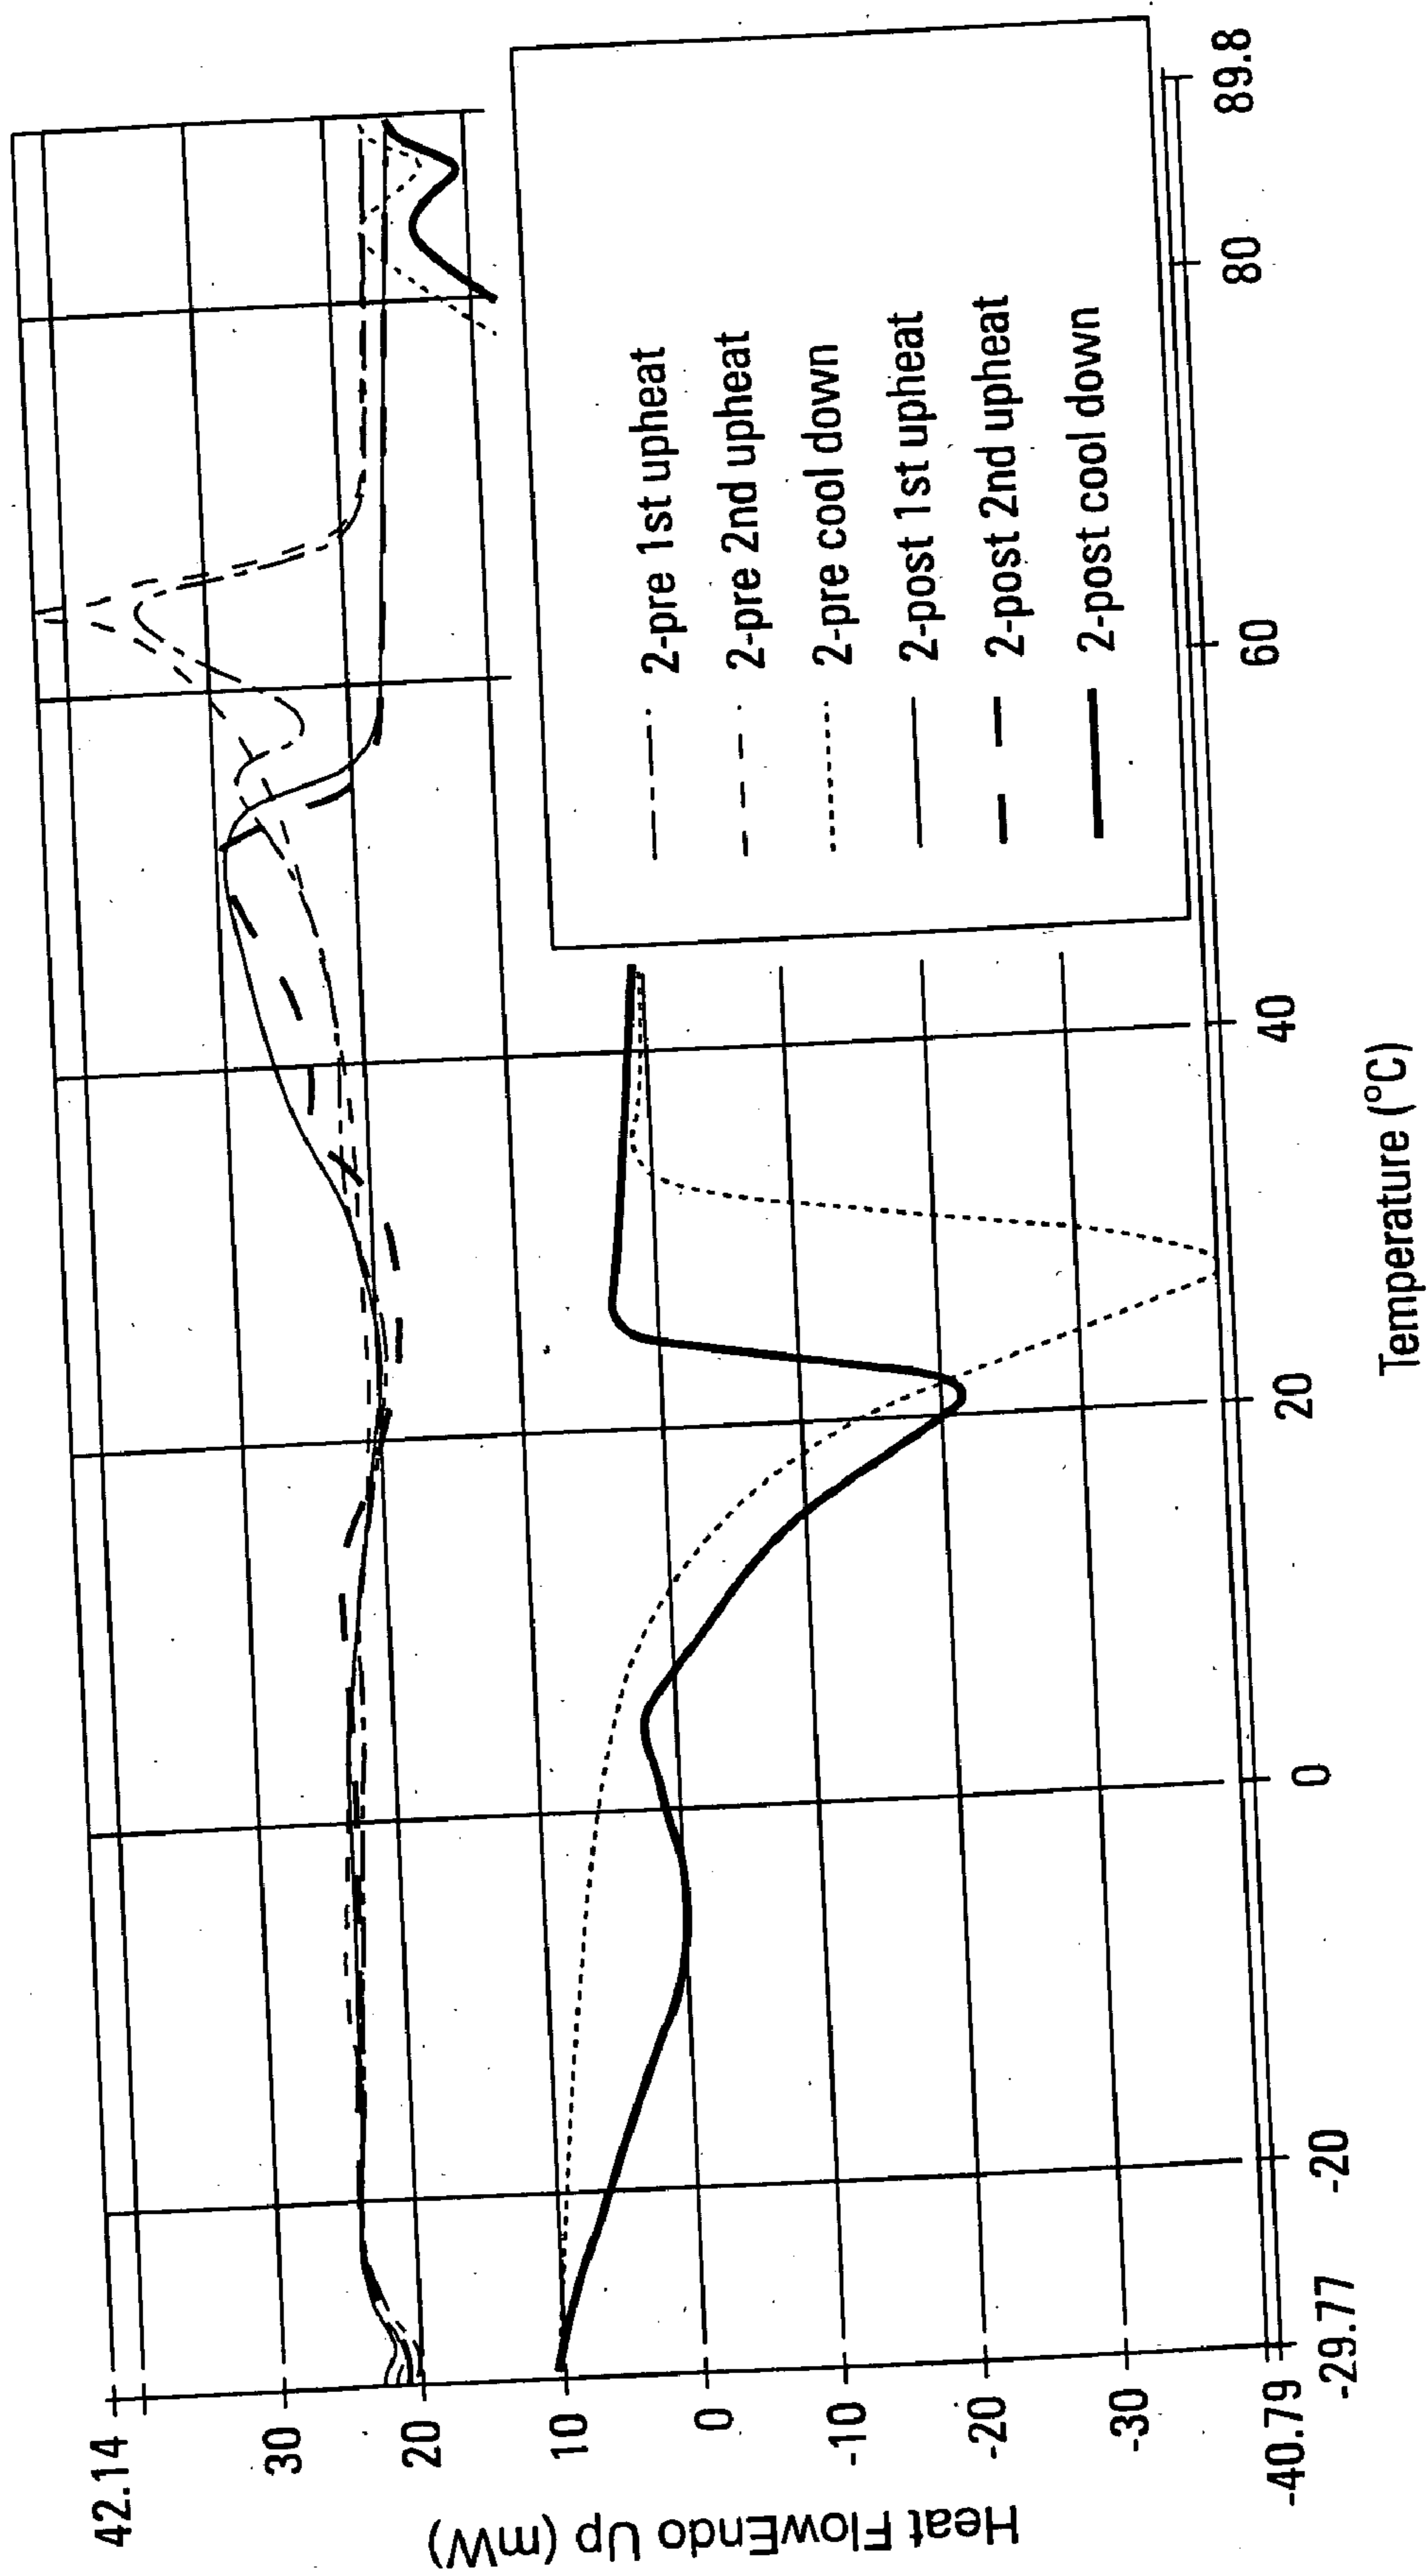 42.14
30
20
10
0
-10
-20
-30
-40.79
Heat FlowEndo Up (mW)
-29.77
-20
0
20
40
60
80
89.8
Temperature (°C)
2-pre 1st upheat
2-pre 2nd upheat
2-pre cool down
2-post 1st upheat
2-post 2nd upheat
2-post cool down